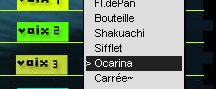 voix 1
Fl.dePan
Bouteille
voix 2
Shakuachi
Sifflet
voix 3
> Ocarina
Carrée~